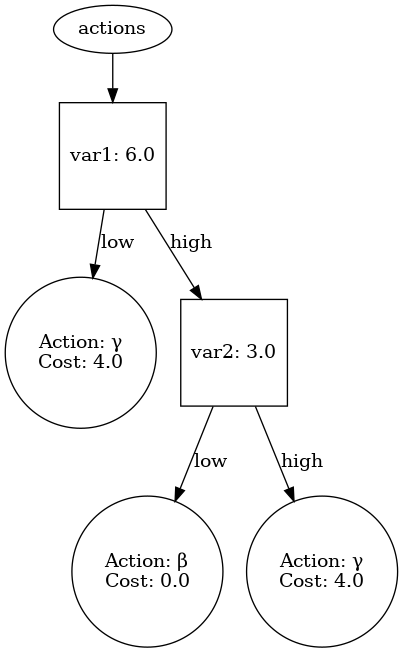 actions
var1: 6.0
low
high
Action: γ
Cost: 4.0
var2: 3.0
low
high
Action: β
Cost: 0.0
Action: γ
Cost: 4.0